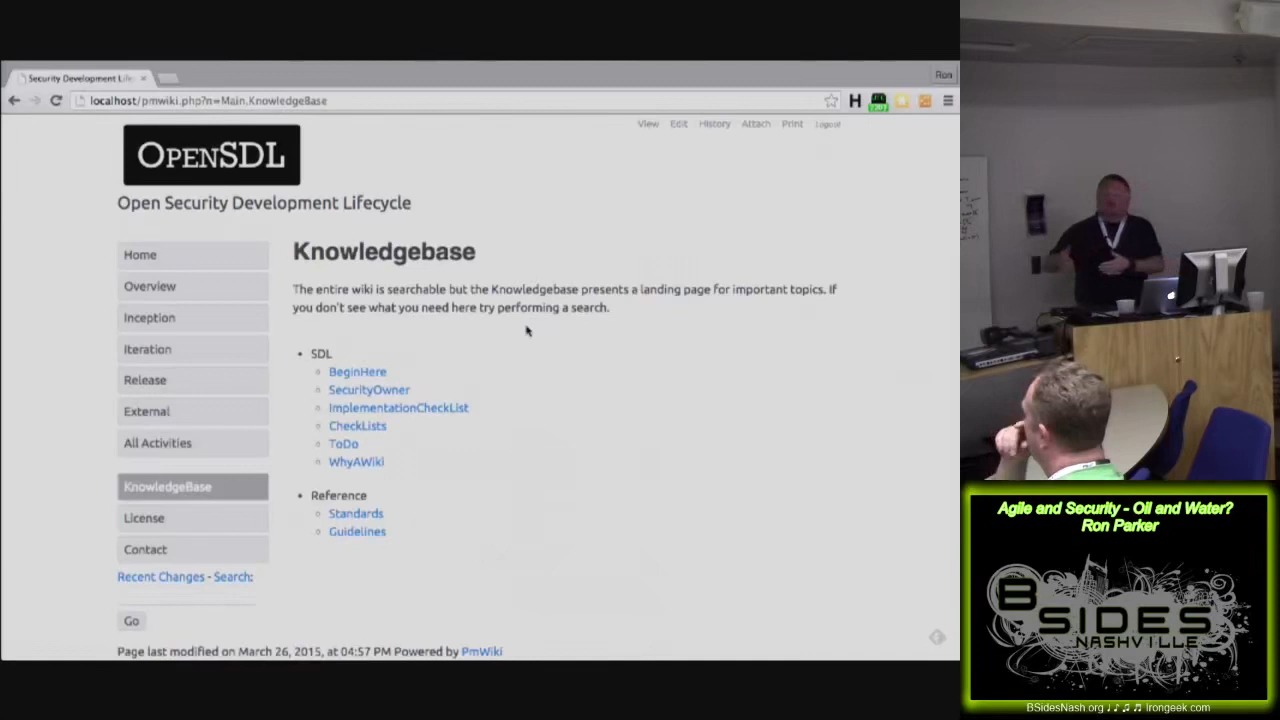 Security Development Life
Ron
localhost/pmwiki.php?n=Main.KnowledgeBase
H
View Edit History Attach Print Logout
OPENSDL
Open Security Development Lifecycle
Home
Overview
Inception
Iteration
Release
External
All Activities
KnowledgeBase
License
Contact
Recent Changes - Search:
Go
Knowledgebase
The entire wiki is searchable but the Knowledgebase presents a landing page for important topics. If
you don't see what you need here try performing a search.
SDL
BeginHere
SecurityOwner
ImplementationCheckList
CheckLists
ToDo
WhyAWiki
Reference
Standards
Guidelines
Page last modified on March 26, 2015, at 04:57 PM Powered by PmWiki
Agile and Security - Oil and Water?
Ron Parker
BSIDES
NASHVILLE
BSidesNash.org ♩♪♫♬ Irongeek.com